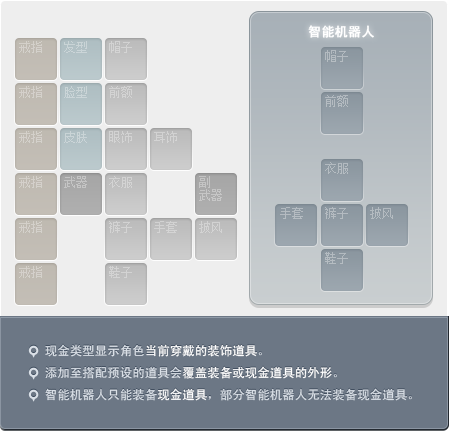 智能机器人
戒指 发型 帽子
帽子
戒指 脸型 前额
前额
戒指 皮肤 眼饰 耳饰
戒指 武器 衣服 副
武器
衣服
戒指 裤子 手套 披风
手套 裤子 披风
戒指 鞋子
鞋子
现金类型显示角色当前穿戴的装饰道具。
添加至搭配预设的道具会覆盖装备或现金道具的外形。
智能机器人只能装备现金道具，部分智能机器人无法装备现金道具。